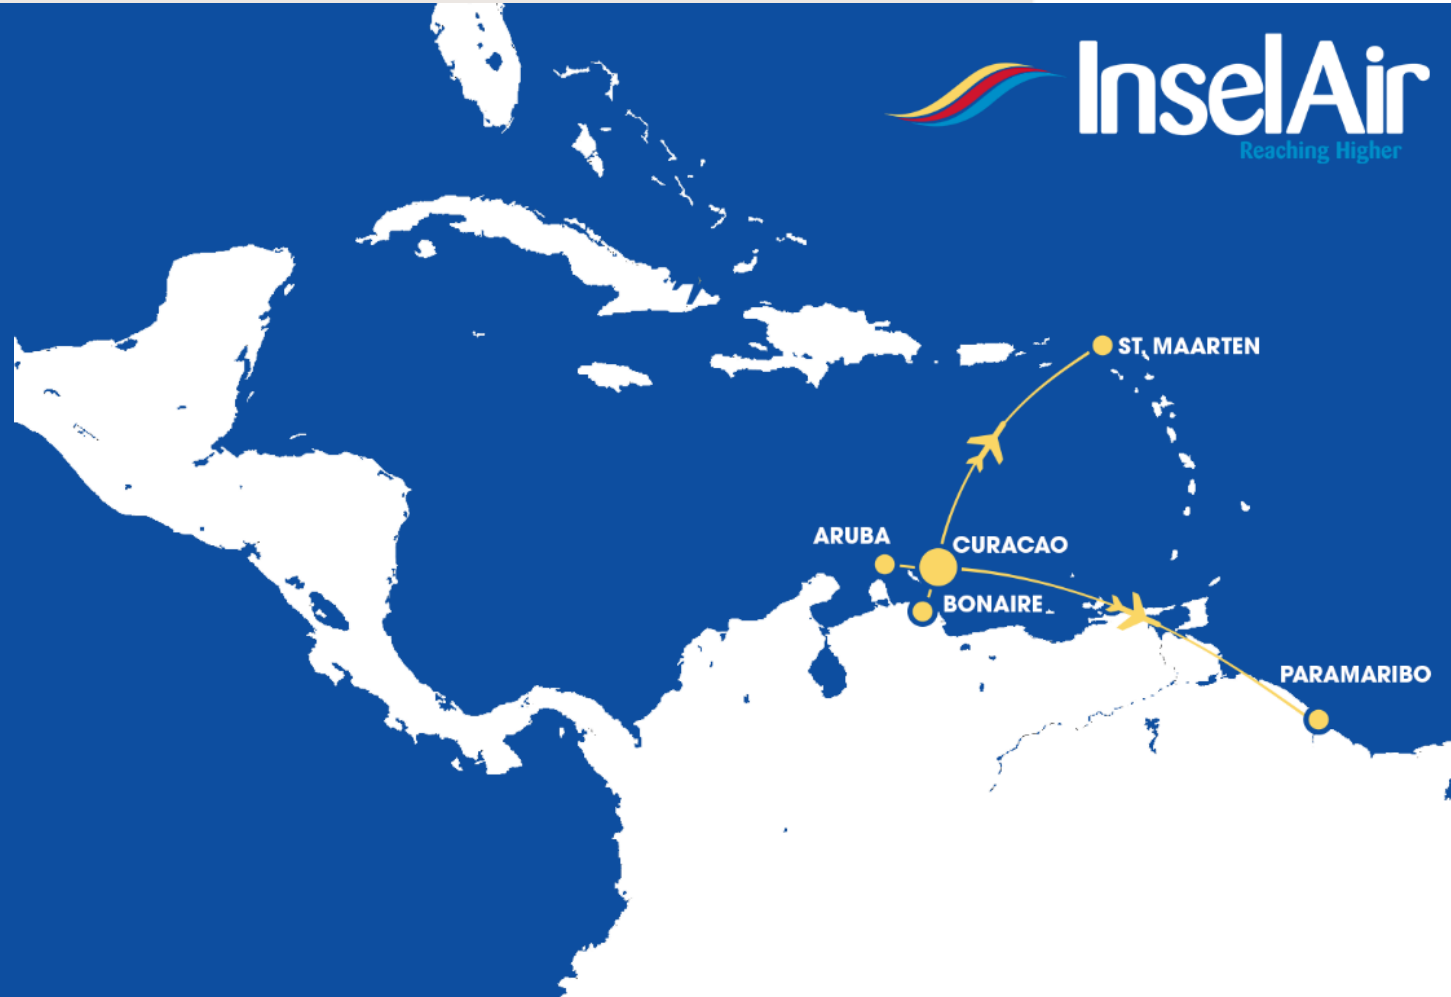 InselAir
Reaching Higher
ST. MAARTEN
ARUBA
CURACAO
BONAIRE
PARAMARIBO